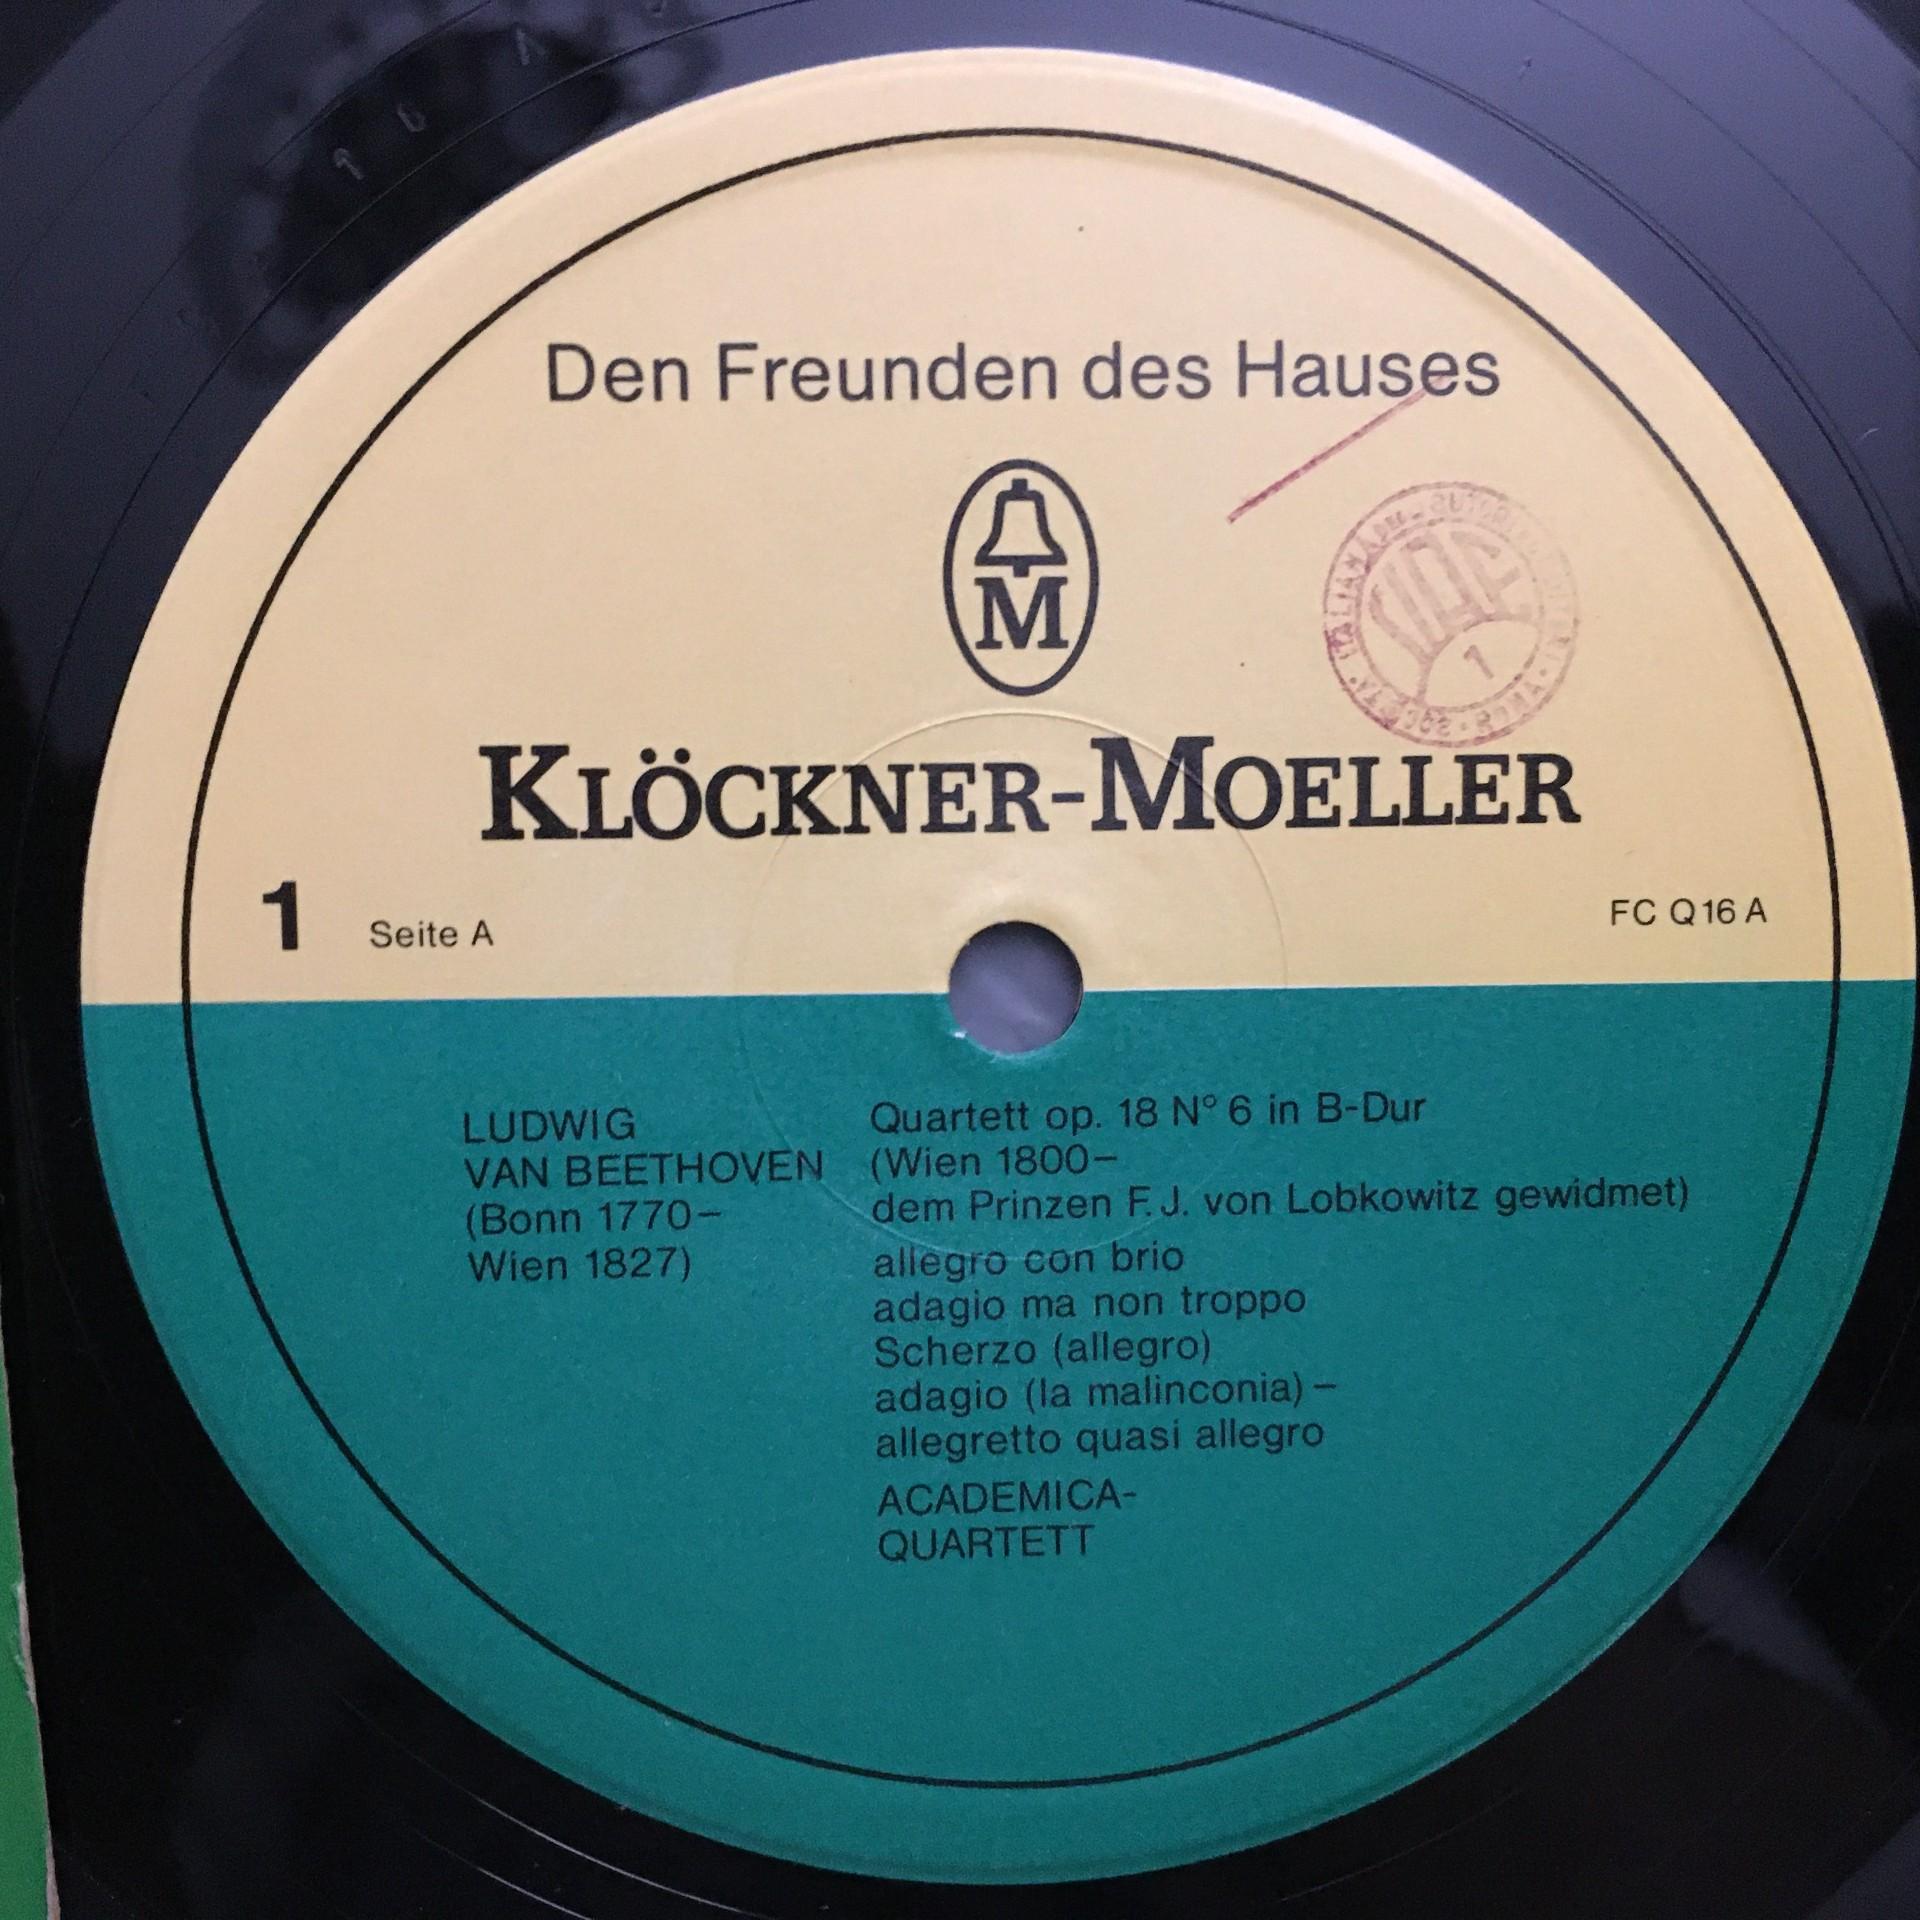 Den Freunden des Hauses
M
KLÖCKNER-MOELLER
1 Seite A
FC Q16 A
LUDWIG
VAN BEETHOVEN
(Bonn 1770–
Wien 1827)
Quartett op. 18 N° 6 in B-Dur
(Wien 1800–
dem Prinzen F. J. von Lobkowitz gewidmet)
allegro con brio
adagio ma non troppo
Scherzo (allegro)
adagio (la malinconia) –
allegretto quasi allegro
ACADEMICA-
QUARTETT